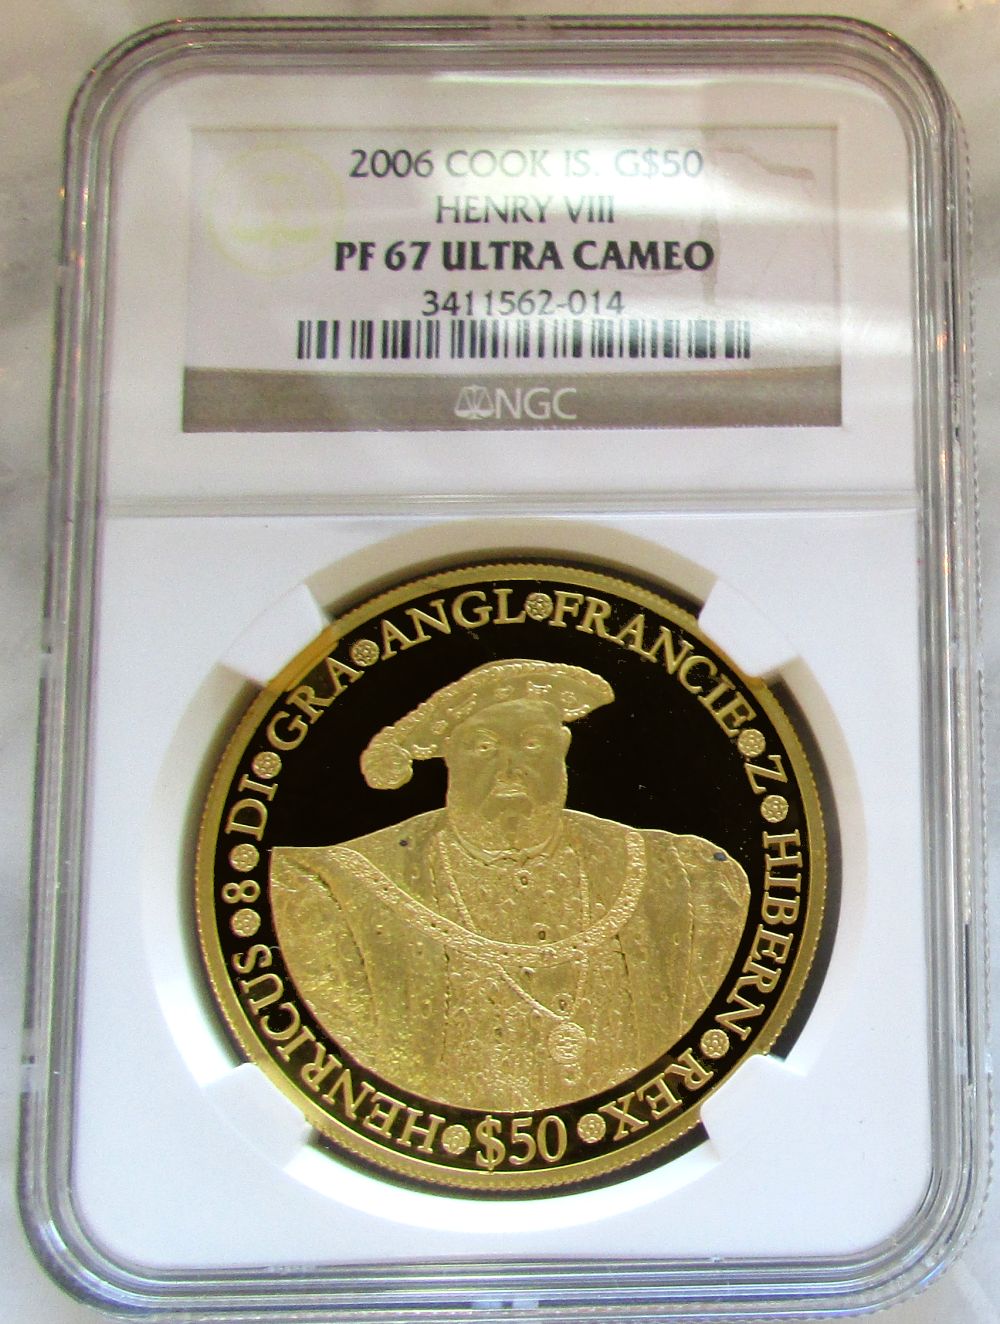 2006 COOK IS. G$50
HENRY VIII
PF 67 ULTRA CAMEO
3411562-014
NGC
HENRICUS 8 DI GRA ANGL FRANCIE Z HIBERN REX
$50